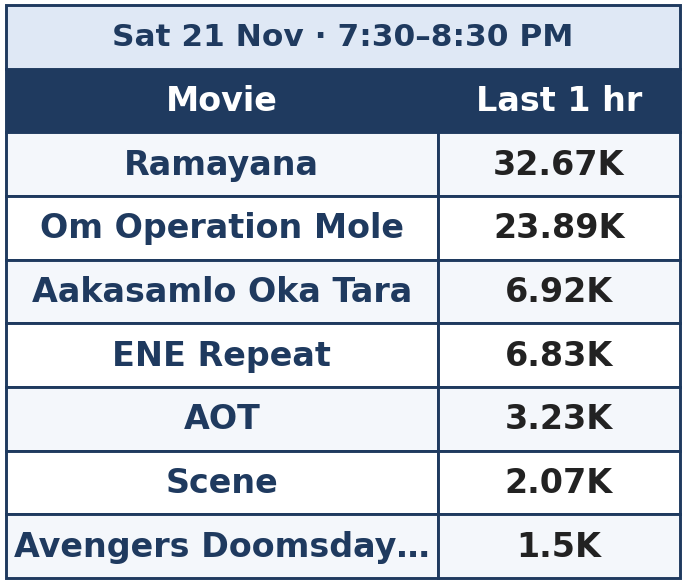 Sat 21 Nov · 7:30–8:30 PM
Movie Last 1 hr
Ramayana 32.67K
Om Operation Mole 23.89K
Aakasamlo Oka Tara 6.92K
ENE Repeat 6.83K
AOT 3.23K
Scene 2.07K
Avengers Doomsday… 1.5K